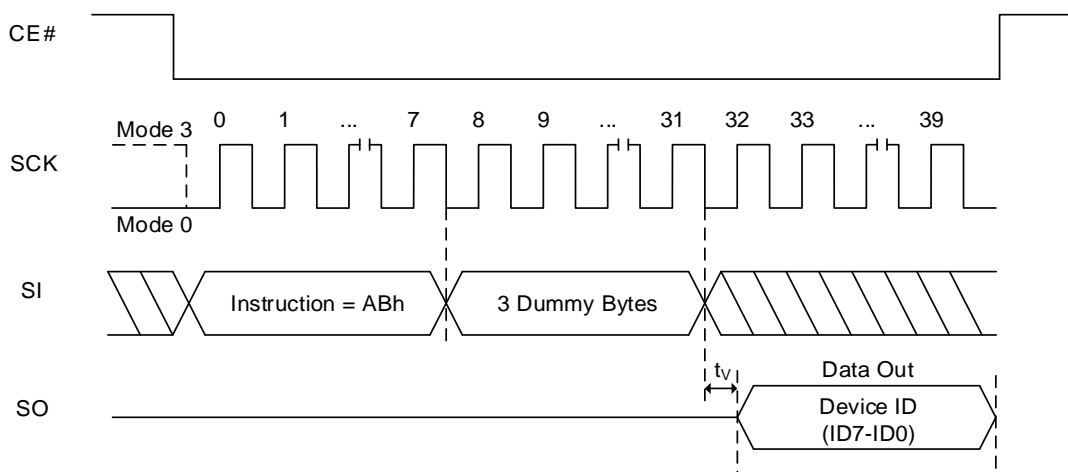 CE#
Mode 3
0 1 ... 7 8 9 ... 31 32 33 ... 39
SCK
Mode 0
SI
Instruction = ABh
3 Dummy Bytes
tV
Data Out
SO
Device ID
(ID7-ID0)